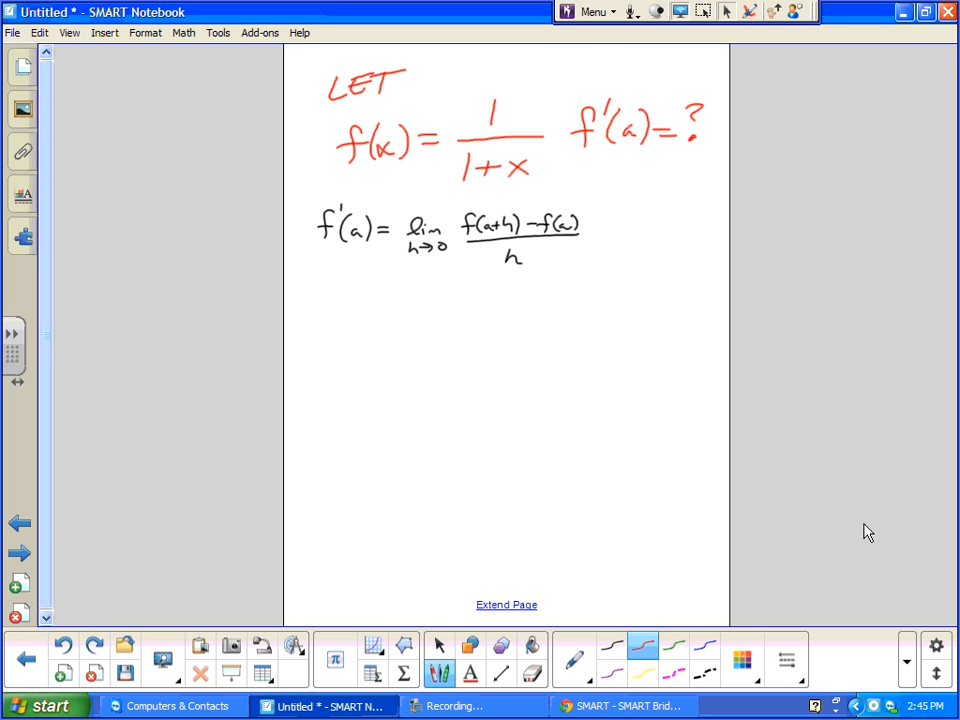 Untitled * - SMART Notebook
Menu
File Edit View Insert Format Math Tools Add-ons Help
LET
f(x) = 1/(1+x) f'(a) = ?
f'(a) = lim h→0 (f(a+h) - f(a))/h
Extend Page
π Σ A
start
Computers & Contacts
Untitled * - SMART N...
Recording...
SMART - SMART Brid...
2:45 PM